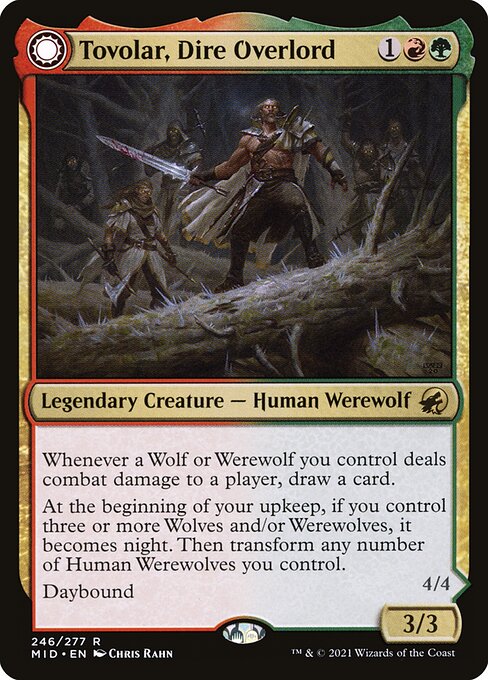 Tovolar, Dire Overlord 1
Legendary Creature — Human Werewolf
Whenever a Wolf or Werewolf you control deals
combat damage to a player, draw a card.
At the beginning of your upkeep, if you control
three or more Wolves and/or Werewolves, it
becomes night. Then transform any number
of Human Werewolves you control.
Daybound
4/4
3/3
246/277 R
MID • EN Chris Rahn
™ & © 2021 Wizards of the Coast